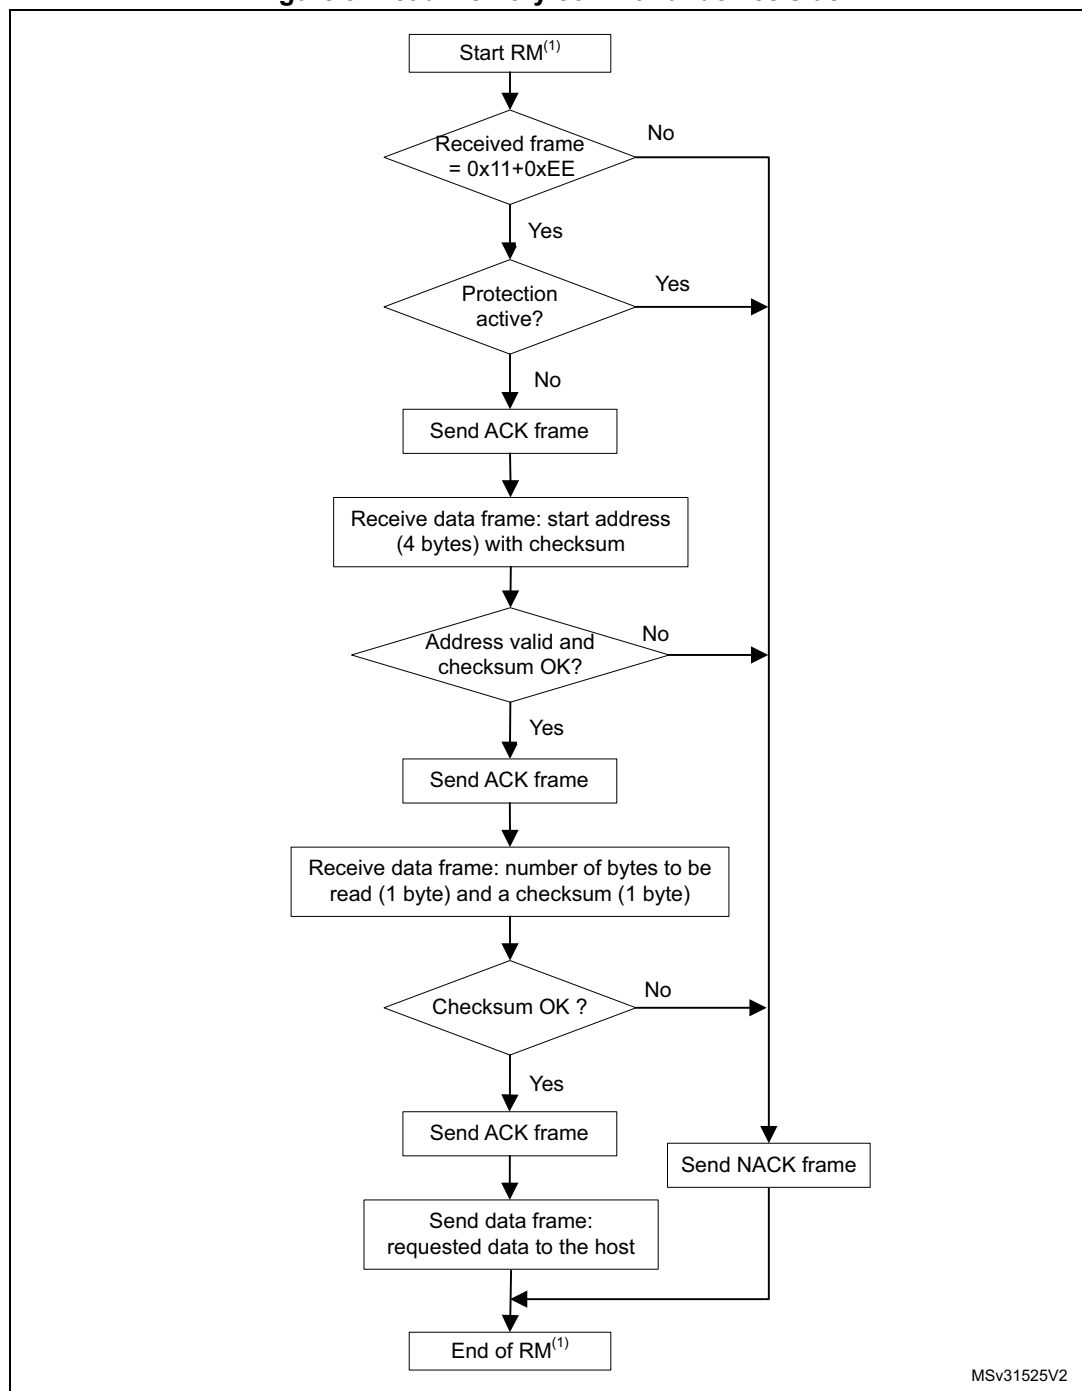 Start RM(1)
Received frame
= 0x11+0xEE
No
Yes
Protection
active?
Yes
No
Send ACK frame
Receive data frame: start address
(4 bytes) with checksum
Address valid and
checksum OK?
No
Yes
Send ACK frame
Receive data frame: number of bytes to be
read (1 byte) and a checksum (1 byte)
Checksum OK ?
No
Yes
Send ACK frame
Send NACK frame
Send data frame:
requested data to the host
End of RM(1)
MSv31525V2